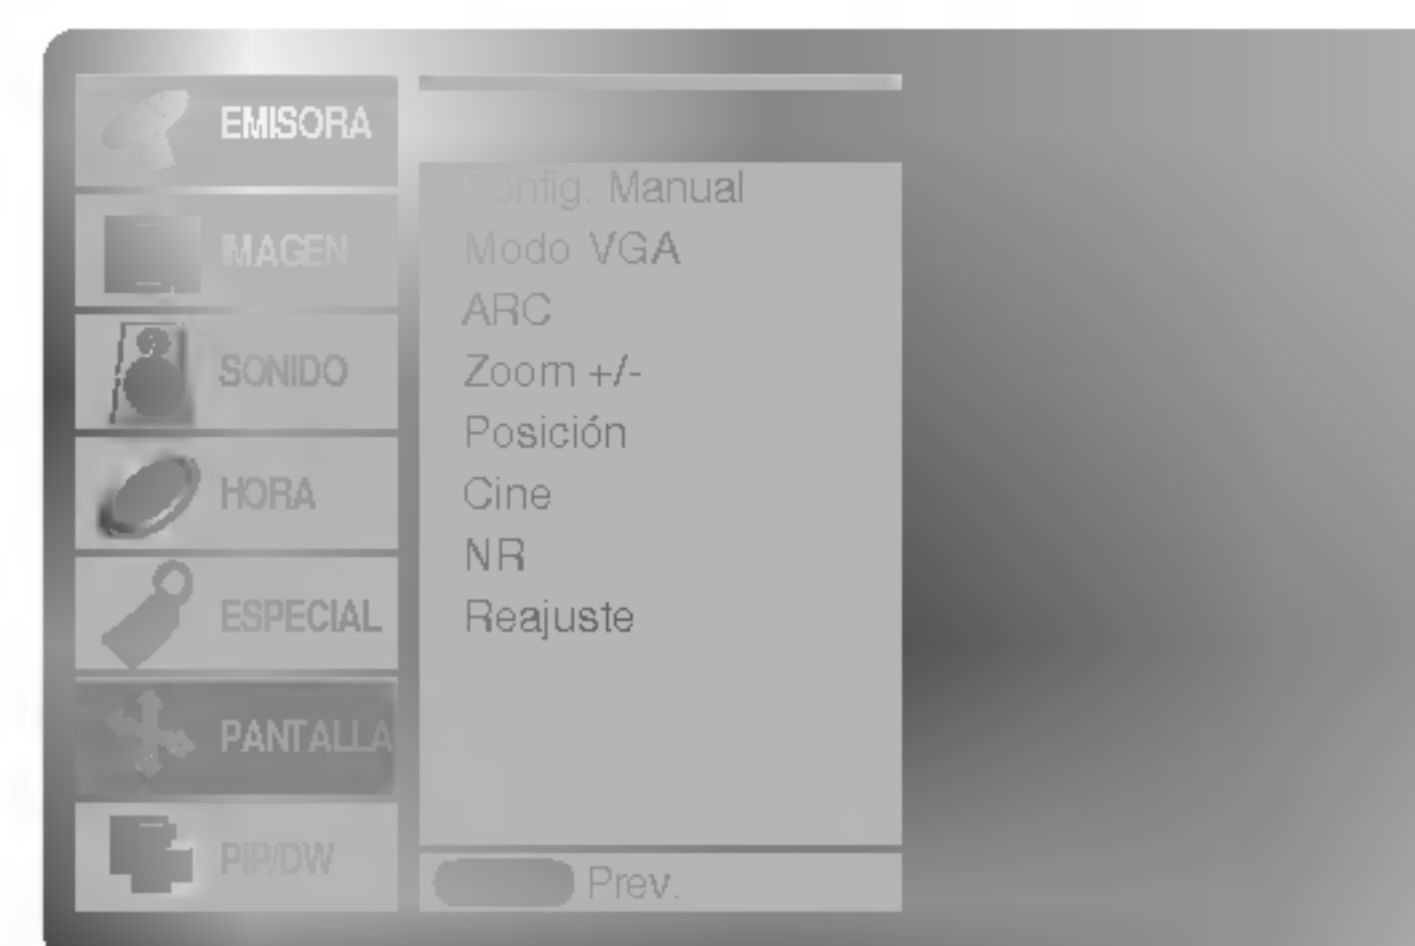 EMISORA
IMAGEN
SONIDO
HORA
ESPECIAL
PANTALLA
PIP/DW
Config. Manual
Modo VGA
ARC
Zoom +/-
Posición
Cine
NR
Reajuste
Prev.